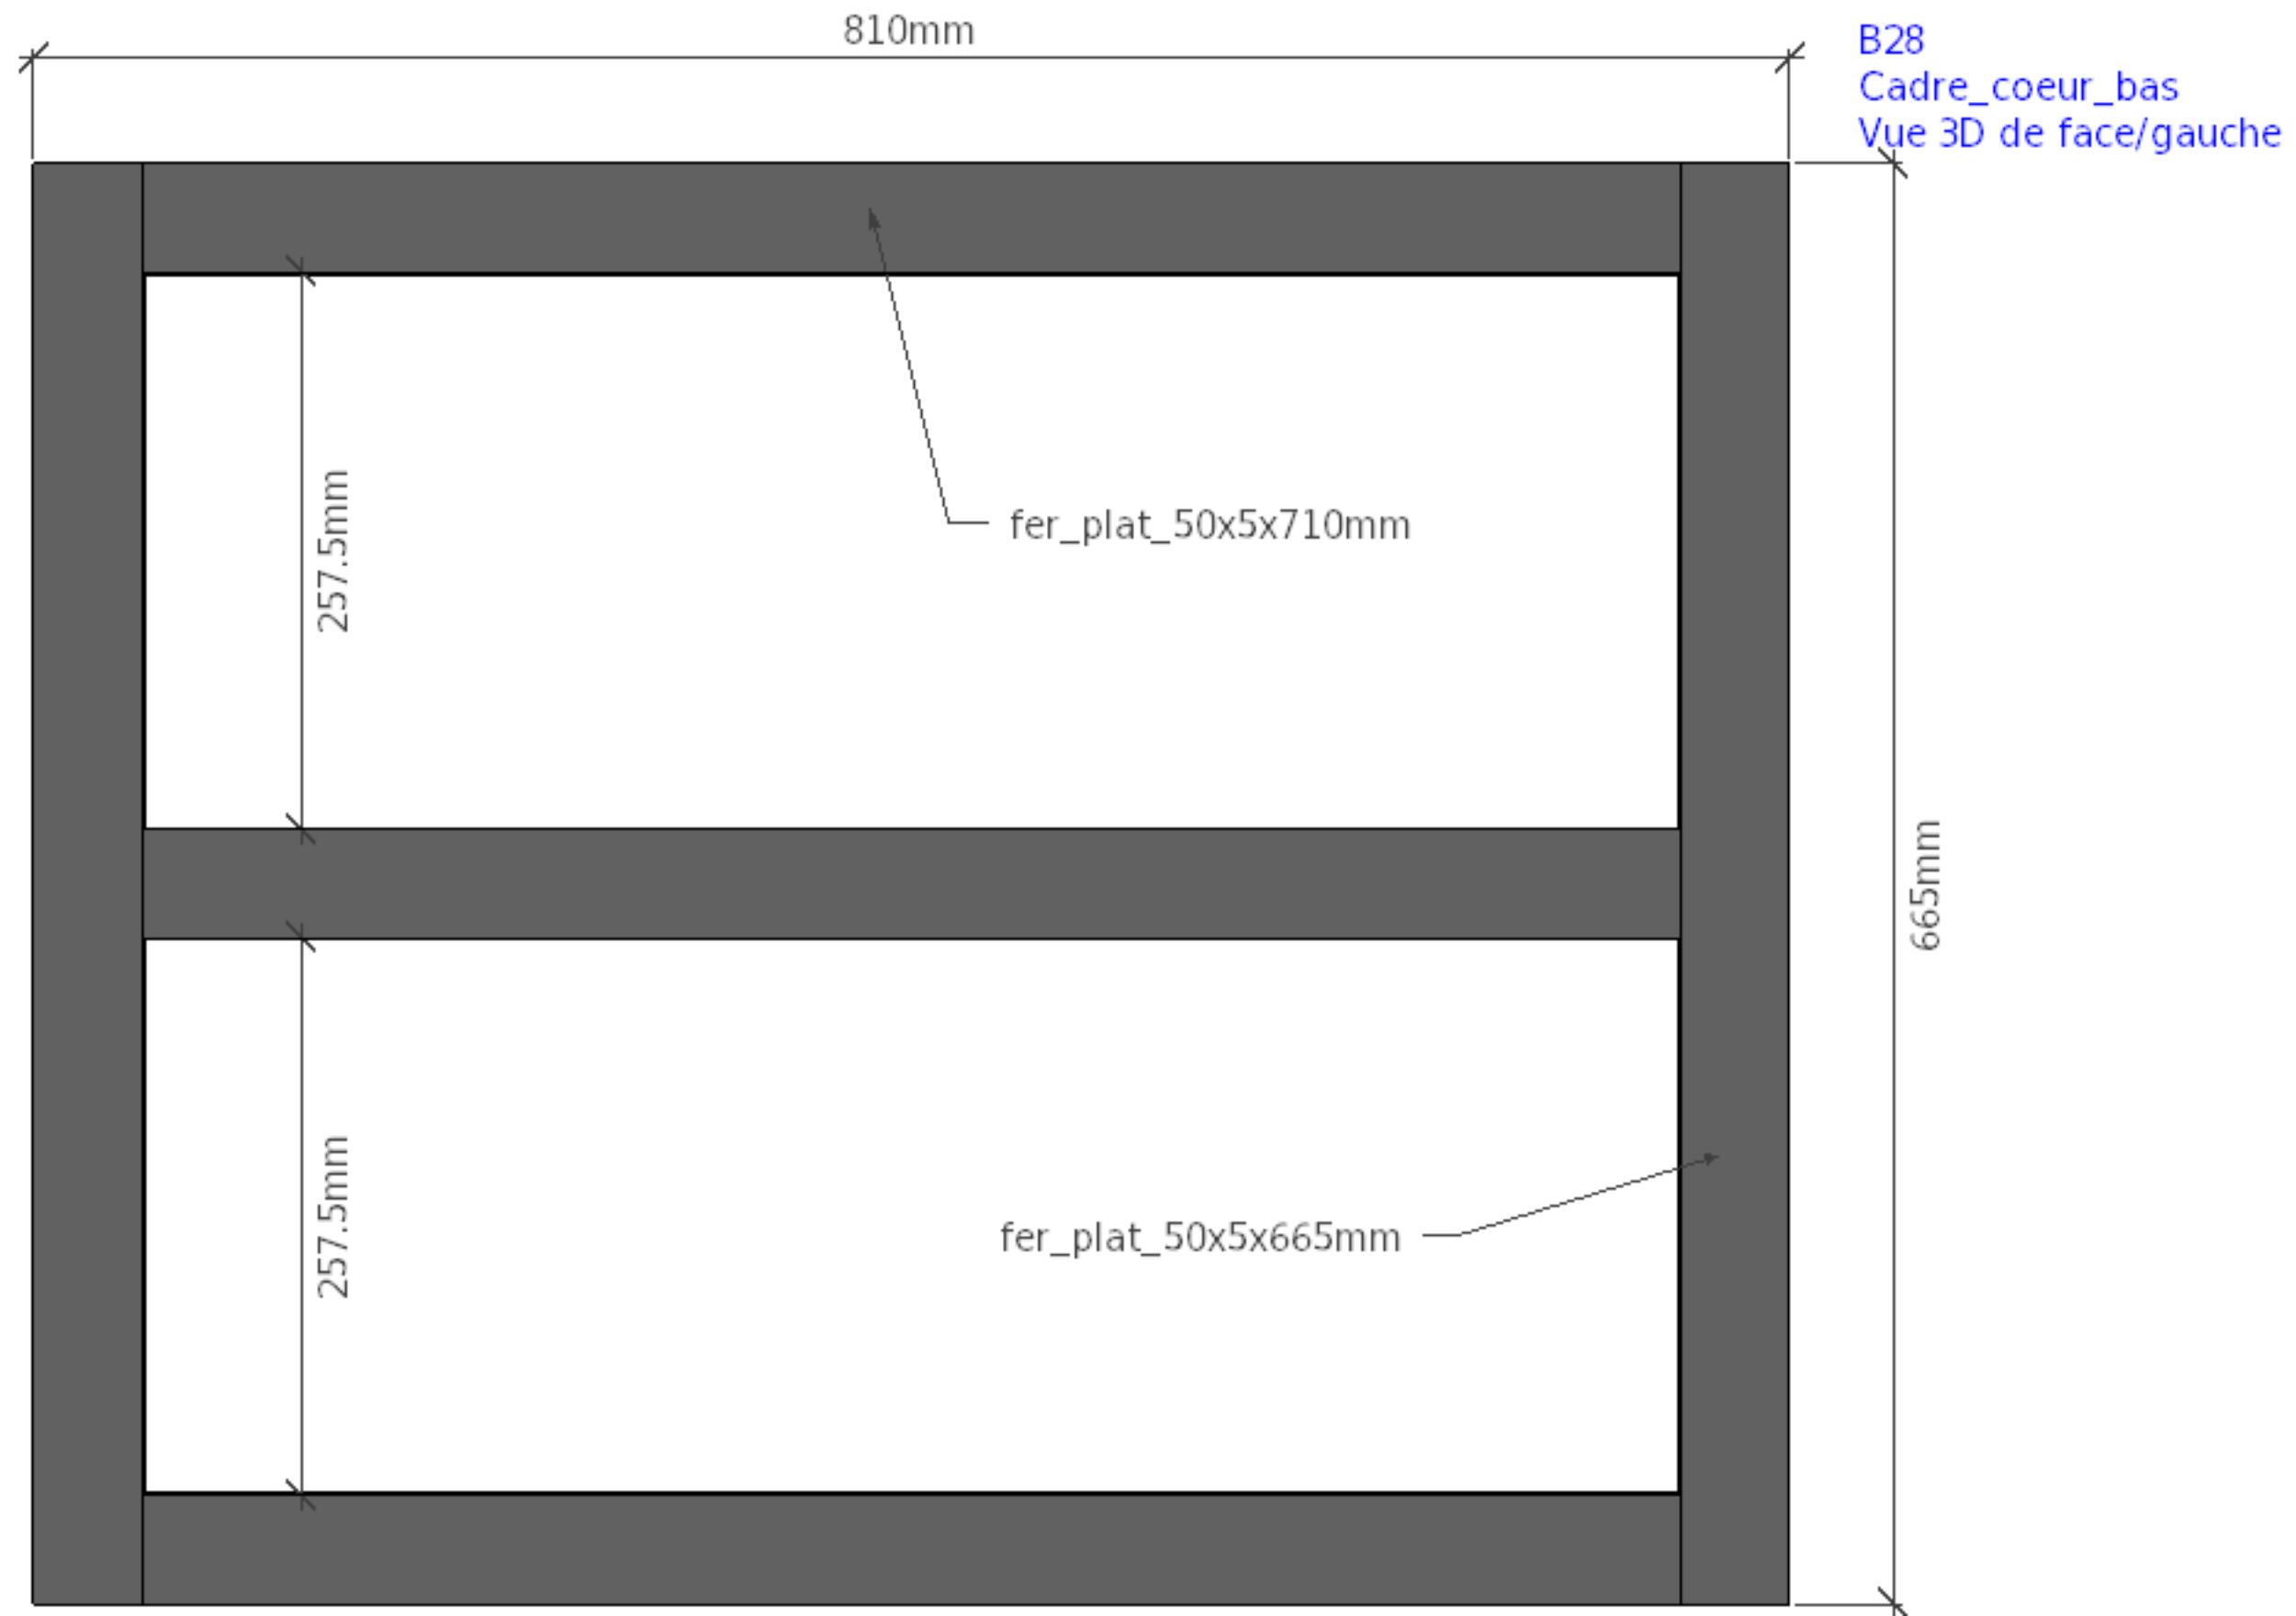 810mm
B28
Cadre_coeur_bas
Vue 3D de face/gauche
257.5mm
fer_plat_50x5x710mm
665mm
257.5mm
fer_plat_50x5x665mm